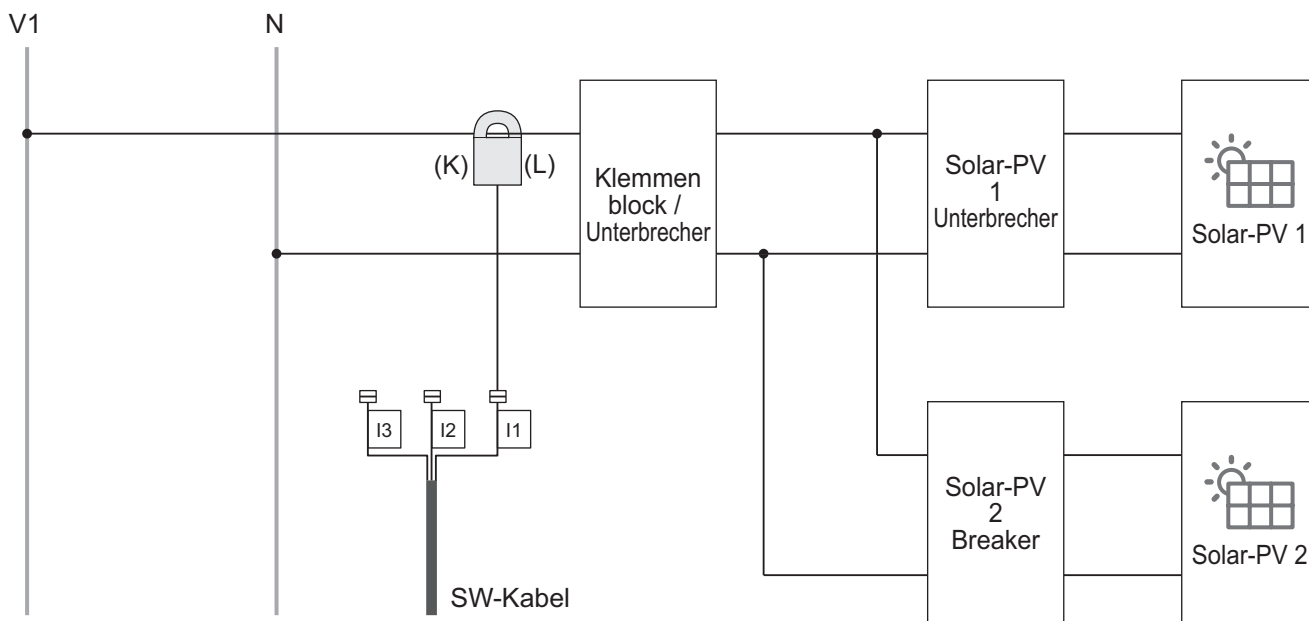 V1
N
(K)
(L)
Klemmen
block /
Unterbrecher
Solar-PV
1
Unterbrecher
Solar-PV 1
I3
I2
I1
SW-Kabel
Solar-PV
2
Breaker
Solar-PV 2